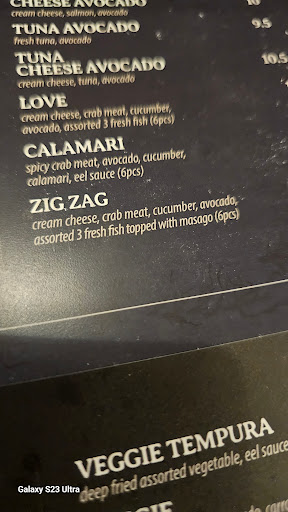 CHEESE AVOCADO 10
cream cheese, salmon, avocado
TUNA AVOCADO 9.5
fresh tuna, avocado
TUNA
CHEESE AVOCADO 10.5
cream cheese, tuna, avocado
LOVE
cream cheese, crab meat, cucumber,
avocado, assorted 3 fresh fish (6pcs)
CALAMARI
spicy crab meat, avocado, cucumber,
calamari, eel sauce (6pcs)
ZIG ZAG
cream cheese, crab meat, cucumber, avocado,
assorted 3 fresh fish topped with masago (6pcs)
VEGGIE TEMPURA
deep fried assorted vegetable, eel sauce
Galaxy S23 Ultra